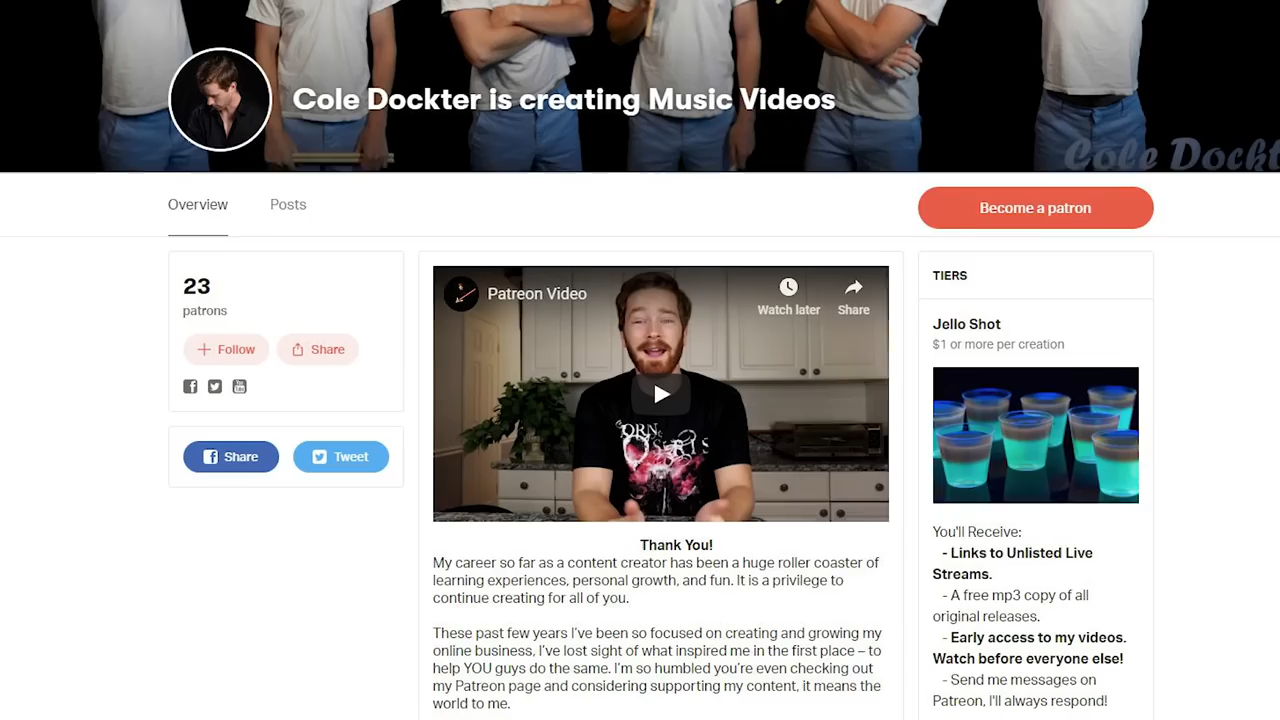 Cole Dockter is creating Music Videos
Cole Dockt
Overview
Posts
Become a patron
23
patrons
Follow
Share
Share
Tweet
Patreon Video
Watch later
Share
Thank You!
My career so far as a content creator has been a huge roller coaster of
learning experiences, personal growth, and fun. It is a privilege to
continue creating for all of you.
These past few years I've been so focused on creating and growing my
online business, I've lost sight of what inspired me in the first place – to
help YOU guys do the same. I'm so humbled you're even checking out
my Patreon page and considering supporting my content, it means the
world to me.
TIERS
Jello Shot
$1 or more per creation
You'll Receive:
- Links to Unlisted Live
Streams.
- A free mp3 copy of all
original releases.
- Early access to my videos.
Watch before everyone else!
- Send me messages on
Patreon, I'll always respond!